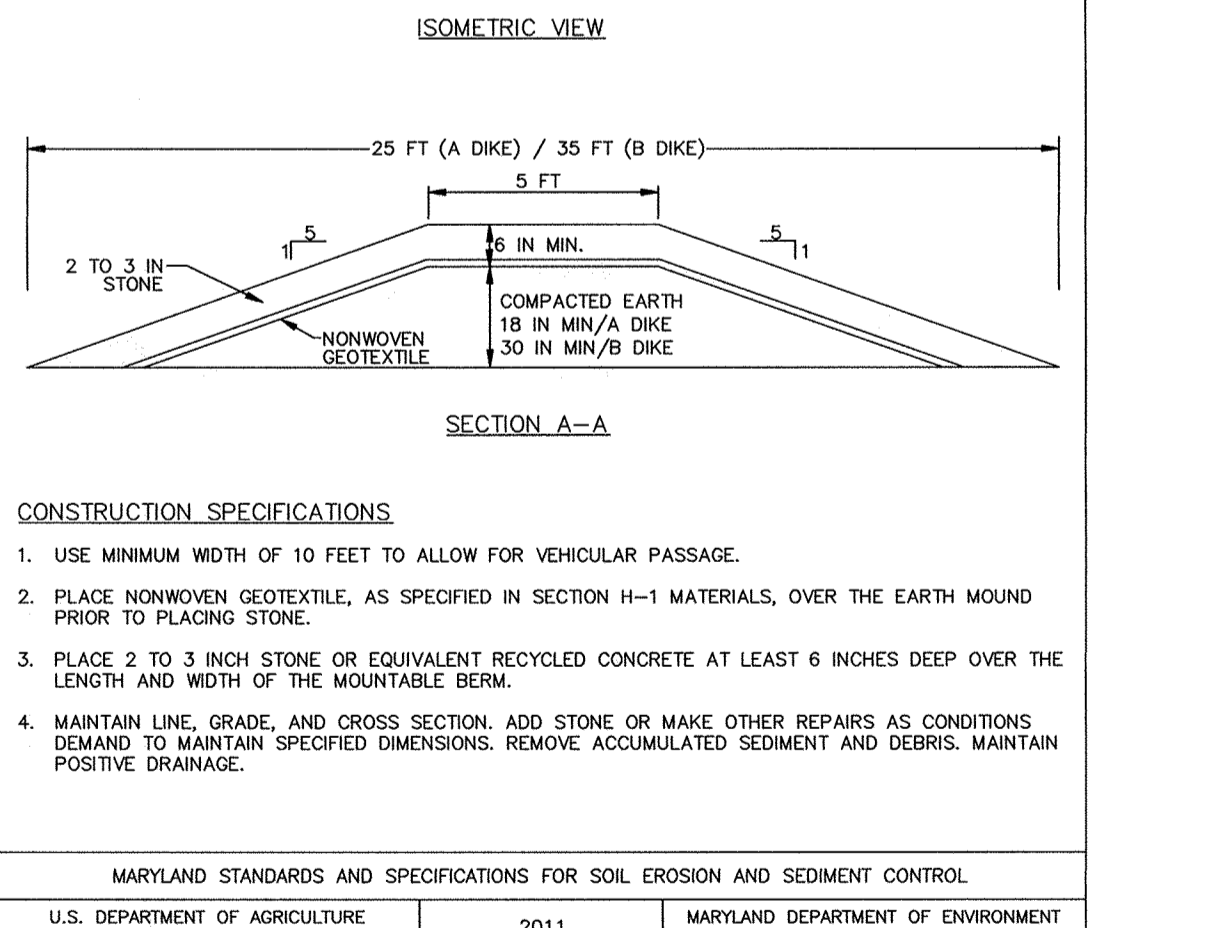 ISOMETRIC VIEW
25 FT (A DIKE) / 35 FT (B DIKE)
5 FT
5
1
5
1
6 IN MIN.
2 TO 3 IN
STONE
COMPACTED EARTH
18 IN MIN/A DIKE
30 IN MIN/B DIKE
NONWOVEN
GEOTEXTILE
SECTION A-A
CONSTRUCTION SPECIFICATIONS
1. USE MINIMUM WIDTH OF 10 FEET TO ALLOW FOR VEHICULAR PASSAGE.
2. PLACE NONWOVEN GEOTEXTILE, AS SPECIFIED IN SECTION H-1 MATERIALS, OVER THE EARTH MOUND
PRIOR TO PLACING STONE.
3. PLACE 2 TO 3 INCH STONE OR EQUIVALENT RECYCLED CONCRETE AT LEAST 6 INCHES DEEP OVER THE
LENGTH AND WIDTH OF THE MOUNTABLE BERM.
4. MAINTAIN LINE, GRADE, AND CROSS SECTION. ADD STONE OR MAKE OTHER REPAIRS AS CONDITIONS
DEMAND TO MAINTAIN SPECIFIED DIMENSIONS. REMOVE ACCUMULATED SEDIMENT AND DEBRIS. MAINTAIN
POSITIVE DRAINAGE.
MARYLAND STANDARDS AND SPECIFICATIONS FOR SOIL EROSION AND SEDIMENT CONTROL
U.S. DEPARTMENT OF AGRICULTURE
2011
MARYLAND DEPARTMENT OF ENVIRONMENT